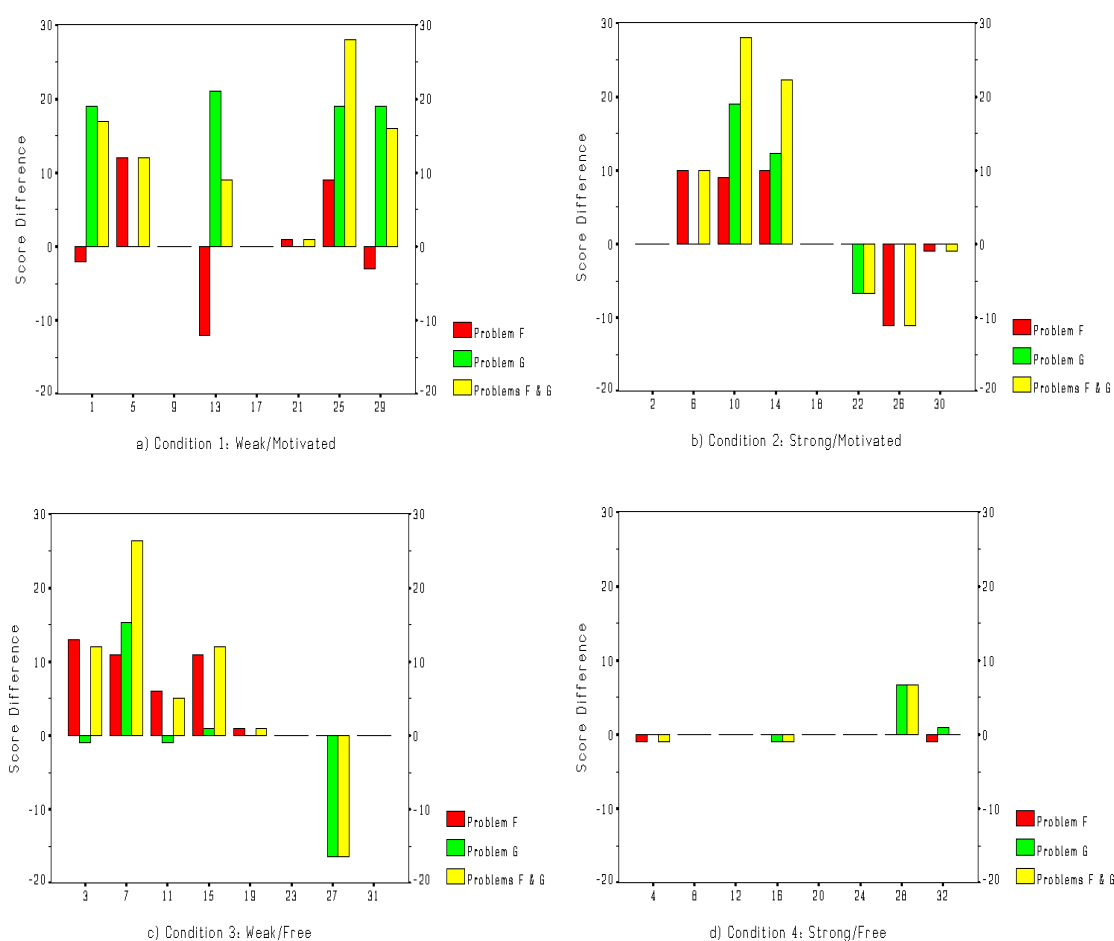 30
20
10
0
-10
-20
30
20
10
0
-10
-20
Score Difference
1 5 9 13 17 21 25 29
Problem F
Problem G
Problems F & G
a) Condition 1: Weak/Motivated
30
20
10
0
-10
-20
30
20
10
0
-10
-20
Score Difference
2 6 10 14 18 22 26 30
Problem F
Problem G
Problems F & G
b) Condition 2: Strong/Motivated
30
20
10
0
-10
-20
30
20
10
0
-10
-20
Score Difference
3 7 11 15 19 23 27 31
Problem F
Problem G
Problems F & G
c) Condition 3: Weak/Free
30
20
10
0
-10
-20
30
20
10
0
-10
-20
Score Difference
4 8 12 16 20 24 28 32
Problem F
Problem G
Problems F & G
d) Condition 4: Strong/Free